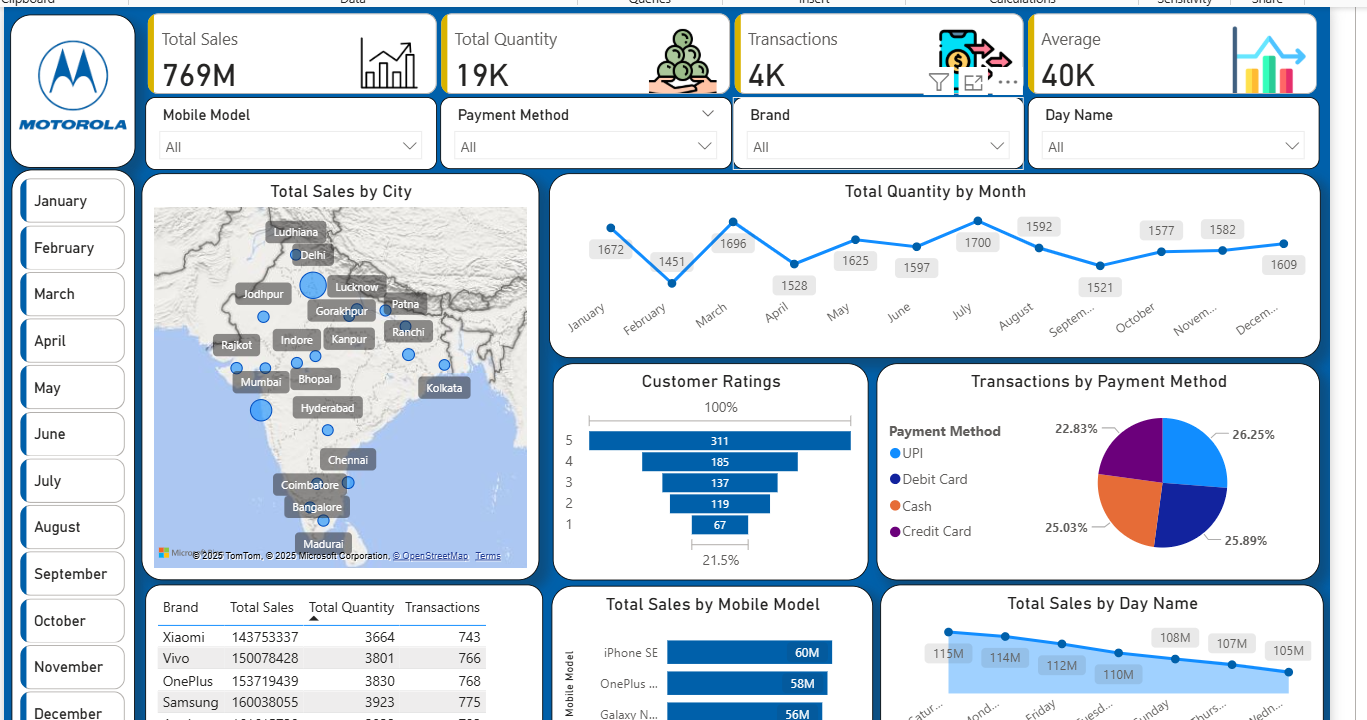 Data
Queries
Insert
Calculations
Sensitivity
Share
MOTOROLA
Total Sales
769M
Total Quantity
19K
Transactions
4K
Average
40K
Mobile Model
All
Payment Method
All
Brand
All
Day Name
All
January
February
March
April
May
June
July
August
September
October
November
December
Total Sales by City
Ludhiana
Delhi
Lucknow
Jodhpur
Gorakhpur
Patna
Ranchi
Kanpur
Indore
Rajkot
Mumbai
Bhopal
Kolkata
Hyderabad
Chennai
Coimbatore
Bangalore
Madurai
© 2025 TomTom, © 2025 Microsoft Corporation, © OpenStreetMap Terms
Total Quantity by Month
1672
1451
1696
1528
1625
1597
1700
1592
1521
1577
1582
1609
January
February
March
April
May
June
July
August
Septem...
October
Novem...
Decem...
Customer Ratings
100%
5 311
4 185
3 137
2 119
1 67
21.5%
Transactions by Payment Method
Payment Method
UPI
Debit Card
Cash
Credit Card
22.83%
26.25%
25.03%
25.89%
Brand Total Sales Total Quantity Transactions
Xiaomi 143753337 3664 743
Vivo 150078428 3801 766
OnePlus 153719439 3830 768
Samsung 160038055 3923 775
Total Sales by Mobile Model
Mobile Model
iPhone SE 60M
OnePlus ... 58M
Galaxy N... 56M
Total Sales by Day Name
115M
114M
112M
110M
108M
107M
105M
Friday